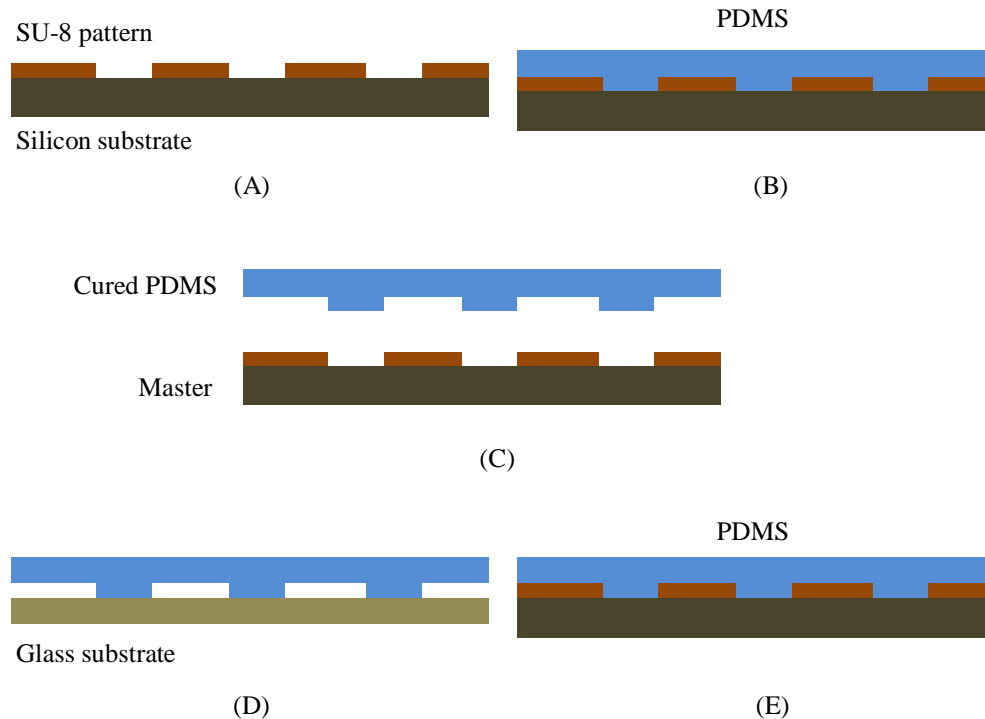 SU-8 pattern
PDMS
Silicon substrate
(A)
(B)
Cured PDMS
Master
(C)
PDMS
Glass substrate
(D)
(E)